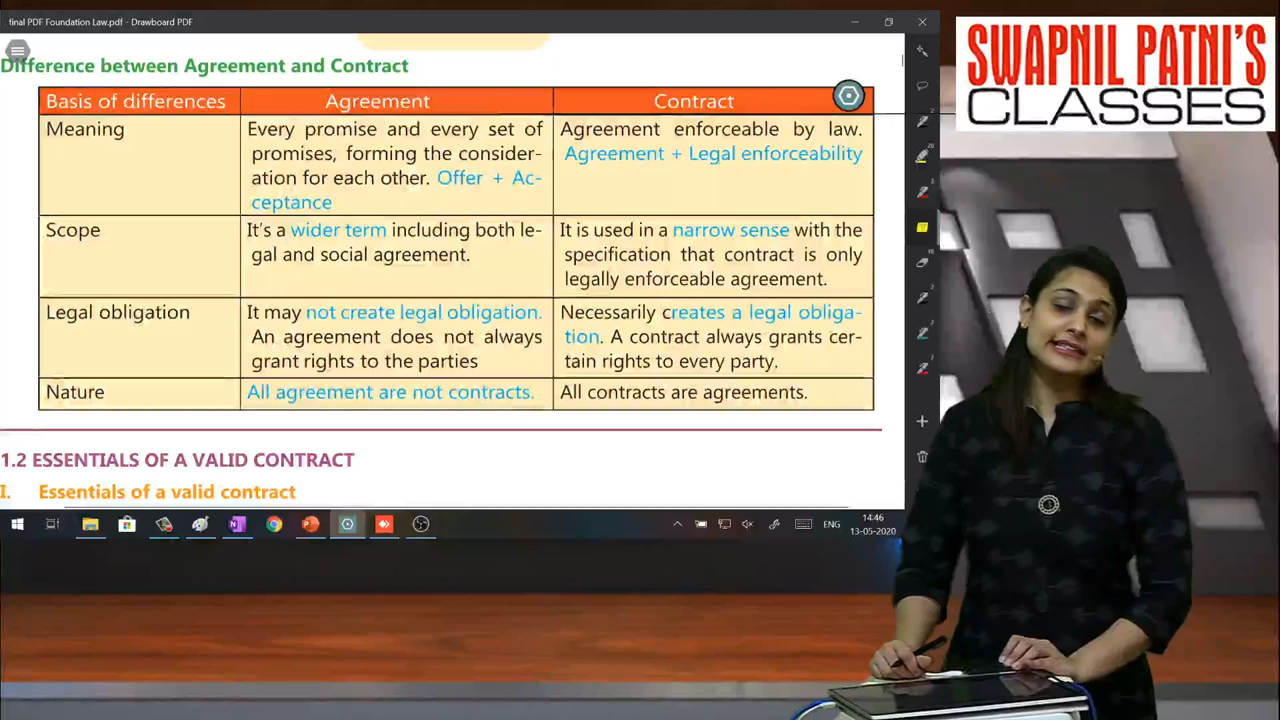 final PDF Foundation Law.pdf - Drawboard PDF
SWAPNIL PATNI'S
CLASSES
Difference between Agreement and Contract
Basis of differences Agreement Contract
Meaning
Every promise and every set of
promises, forming the consider-
ation for each other. Offer + Ac-
ceptance
Agreement enforceable by law.
Agreement + Legal enforceability
Scope
It's a wider term including both le-
gal and social agreement.
It is used in a narrow sense with the
specification that contract is only
legally enforceable agreement.
Legal obligation
It may not create legal obligation.
An agreement does not always
grant rights to the parties
Necessarily creates a legal obliga-
tion. A contract always grants cer-
tain rights to every party.
Nature
All agreement are not contracts.
All contracts are agreements.
1.2 ESSENTIALS OF A VALID CONTRACT
I. Essentials of a valid contract
ENG
14:46
13-05-2020